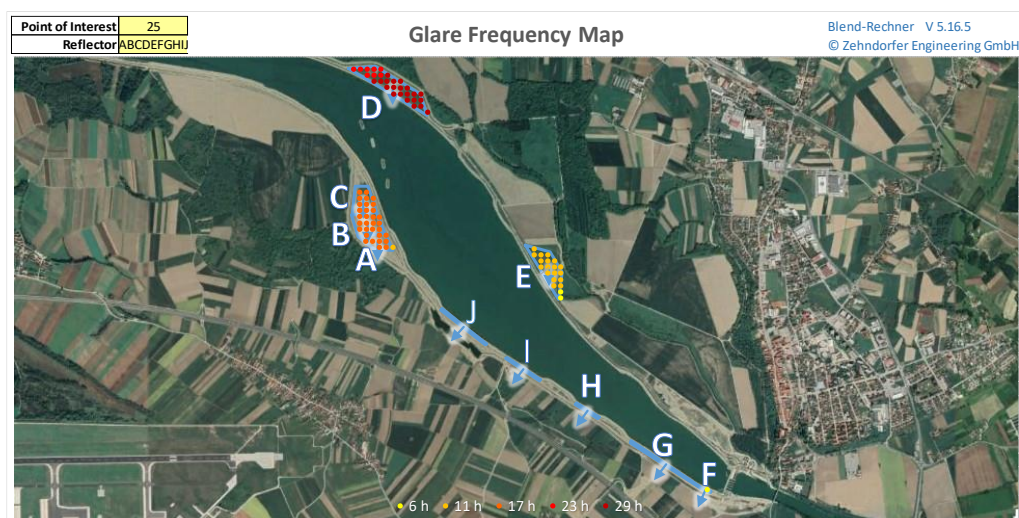 Point of Interest 25
Reflector ABCDEFGHIJ
Glare Frequency Map
Blend-Rechner V 5.16.5
© Zehndorfer Engineering GmbH
D
C
B
A
E
J
I
H
G
F
6 h 11 h 17 h 23 h 29 h